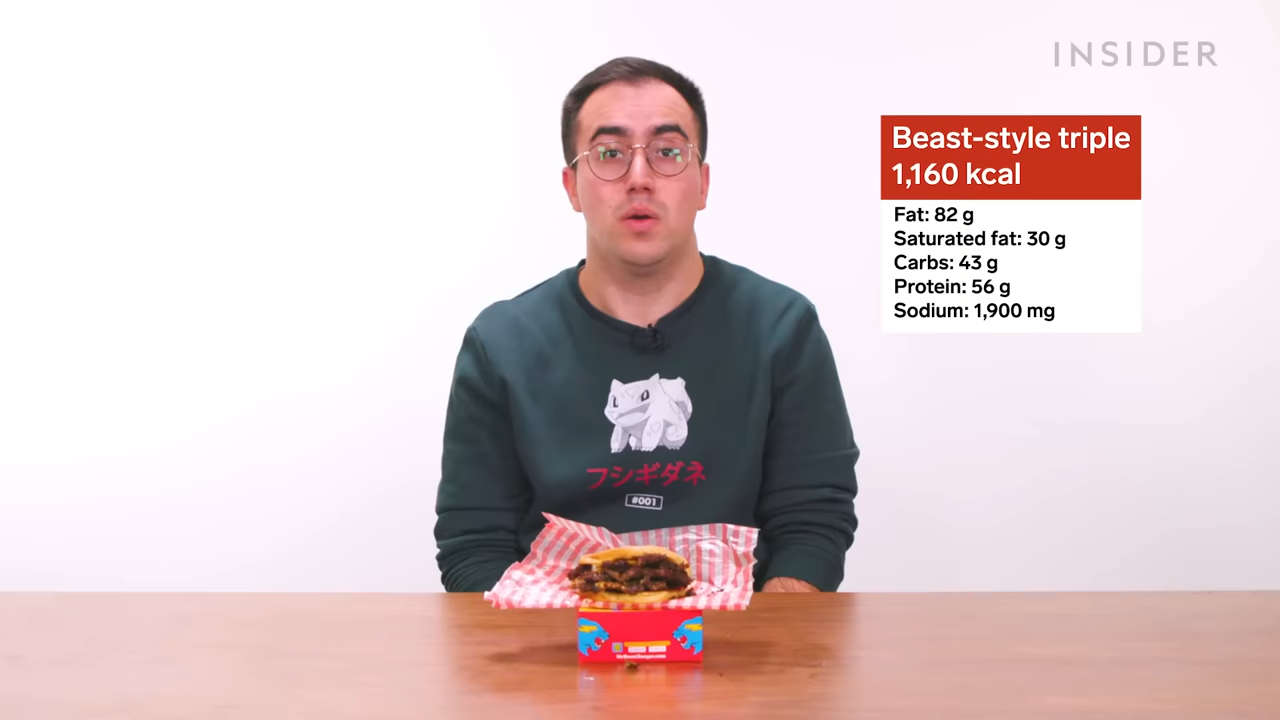 INSIDER
Beast-style triple
1,160 kcal
Fat: 82 g
Saturated fat: 30 g
Carbs: 43 g
Protein: 56 g
Sodium: 1,900 mg
フシギダネ
#001